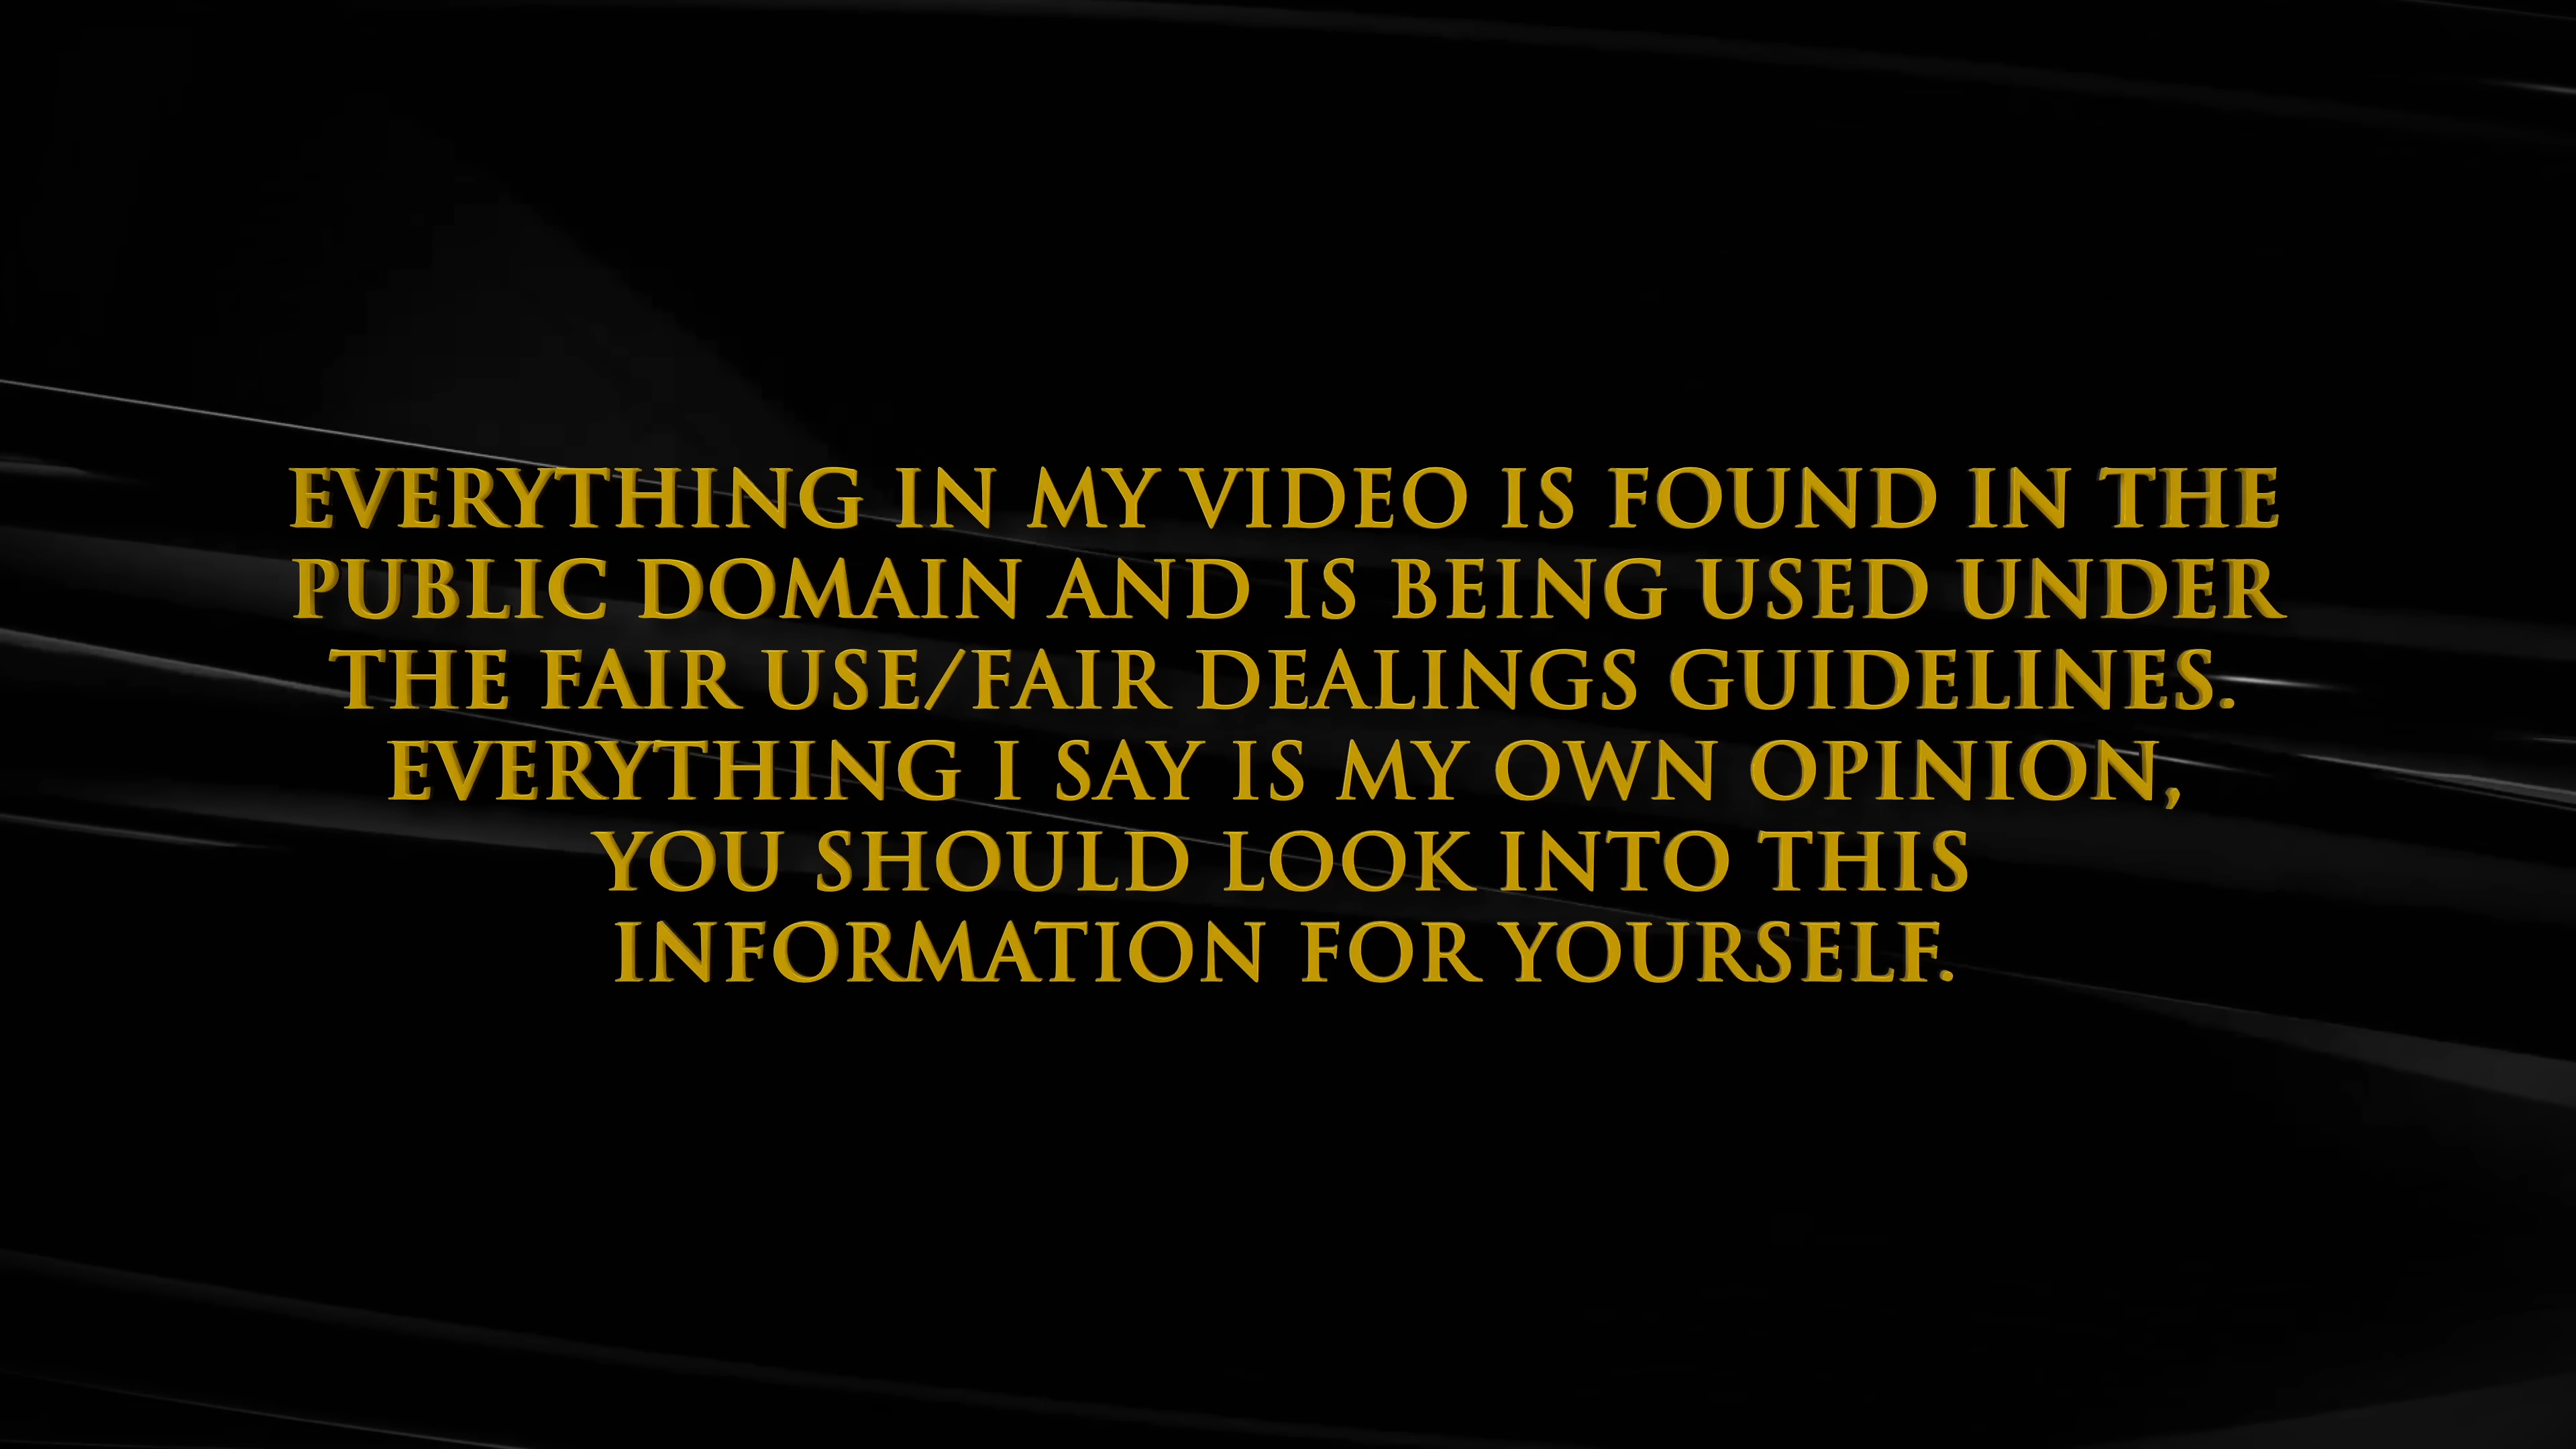 EVERYTHING IN MY VIDEO IS FOUND IN THE
PUBLIC DOMAIN AND IS BEING USED UNDER
THE FAIR USE/FAIR DEALINGS GUIDELINES.
EVERYTHING I SAY IS MY OWN OPINION,
YOU SHOULD LOOK INTO THIS
INFORMATION FOR YOURSELF.